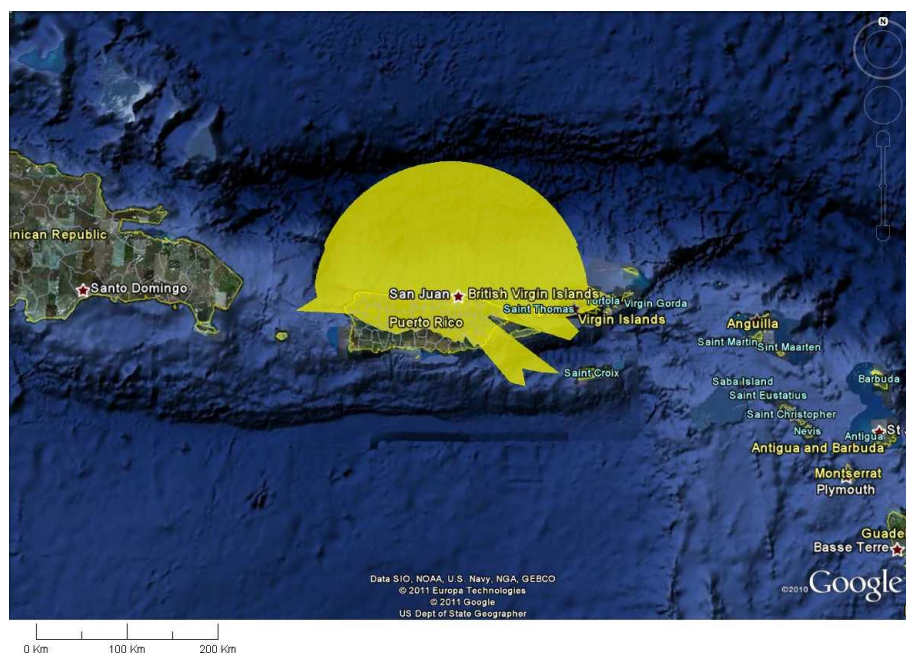 N
inican Republic
Santo Domingo
San Juan
British Virgin Islands
Saint Thomas
Tortola
Virgin Gorda
Puerto Rico
Virgin Islands
Anguilla
Saint Martin
Sint Maarten
Saint Croix
Saba Island
Barbuda
Saint Eustatius
Saint Christopher
Nevis
Antigua
St J
Antigua and Barbuda
Montserrat
Plymouth
Guadel
Basse Terre
Data SIO, NOAA, U.S. Navy, NGA, GEBCO
© 2011 Europa Technologies
© 2011 Google
US Dept of State Geographer
©2010 Google
0 Km
100 Km
200 Km